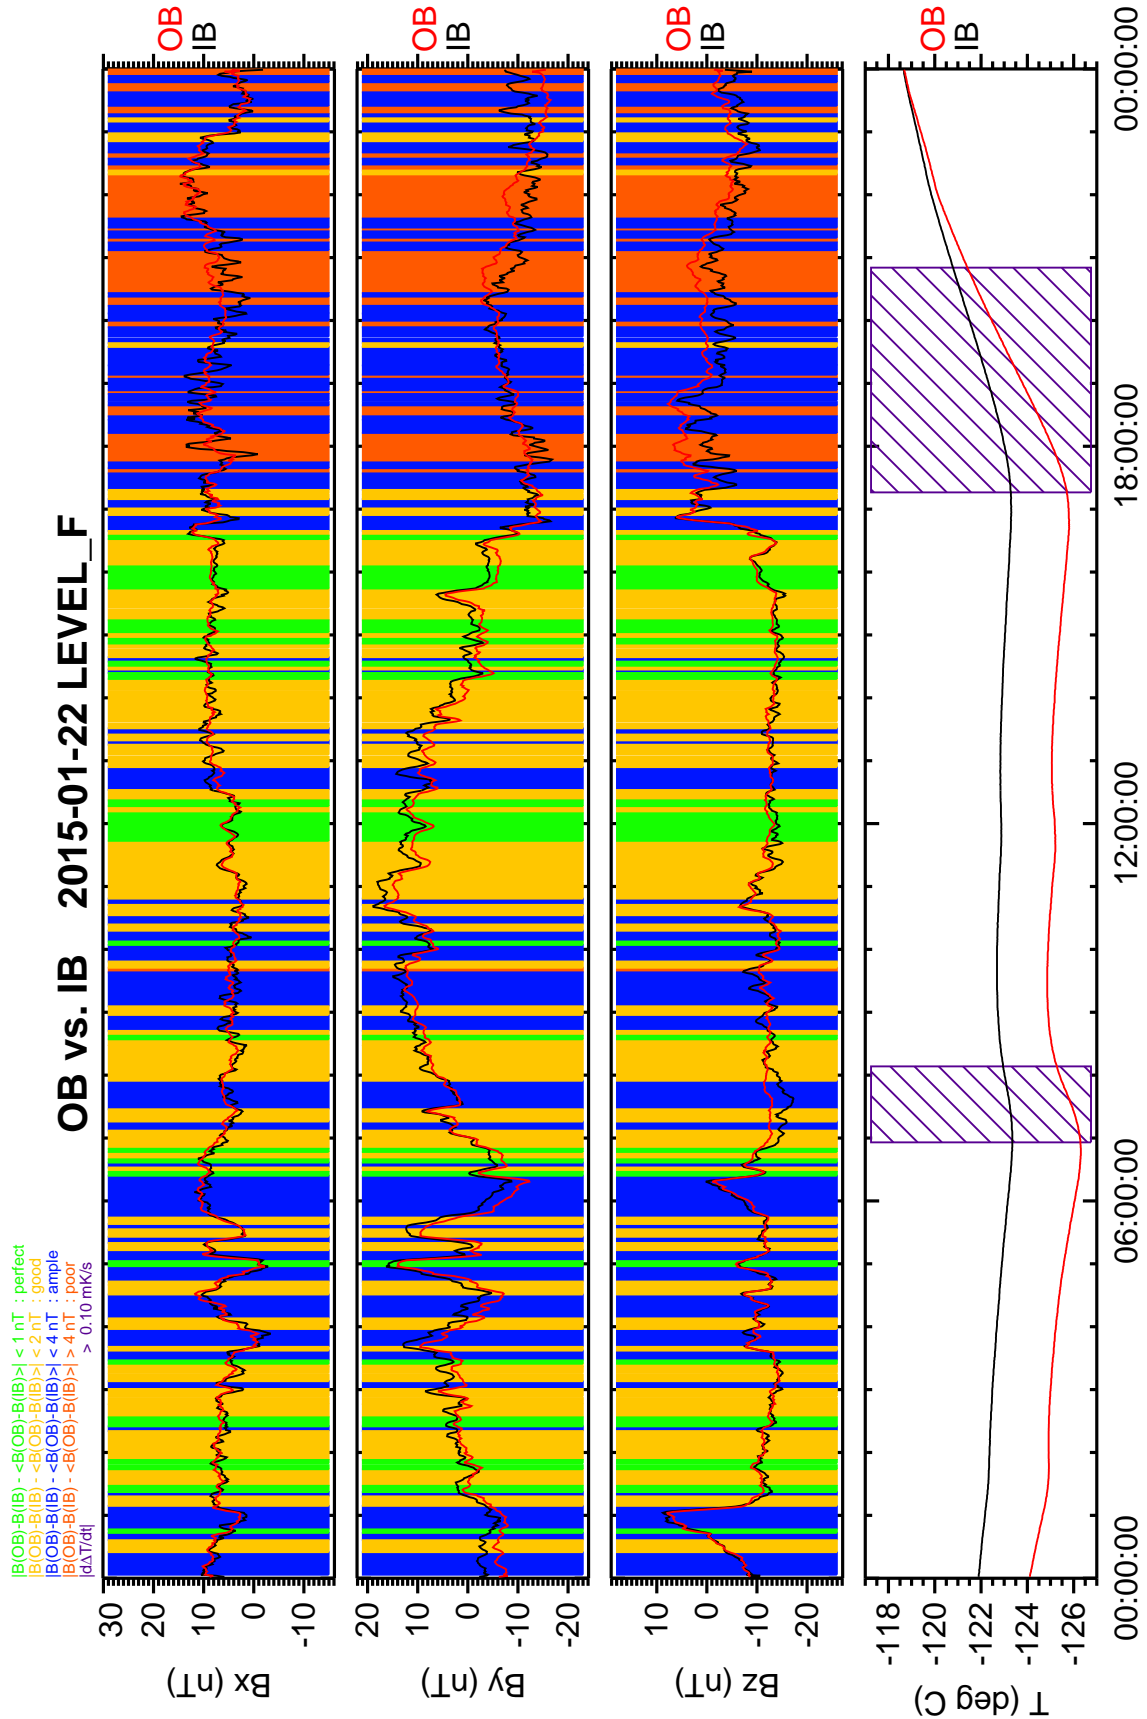 OB vs. IB 2015-01-22 LEVEL_F
|B(OB)-B(IB) - <B(OB)-B(IB)>| < 1 nT : perfect
|B(OB)-B(IB) - <B(OB)-B(IB)>| < 2 nT : good
|B(OB)-B(IB) - <B(OB)-B(IB)>| < 4 nT : ample
|B(OB)-B(IB) - <B(OB)-B(IB)>| > 4 nT : poor
|dΔT/dt| > 0.10 mK/s
Bx (nT)
30
20
10
0
-10
OB
IB
By (nT)
20
10
0
-10
-20
OB
IB
Bz (nT)
10
0
-10
-20
OB
IB
T (deg C)
-118
-120
-122
-124
-126
OB
IB
00:00:00 06:00:00 12:00:00 18:00:00 00:00:00